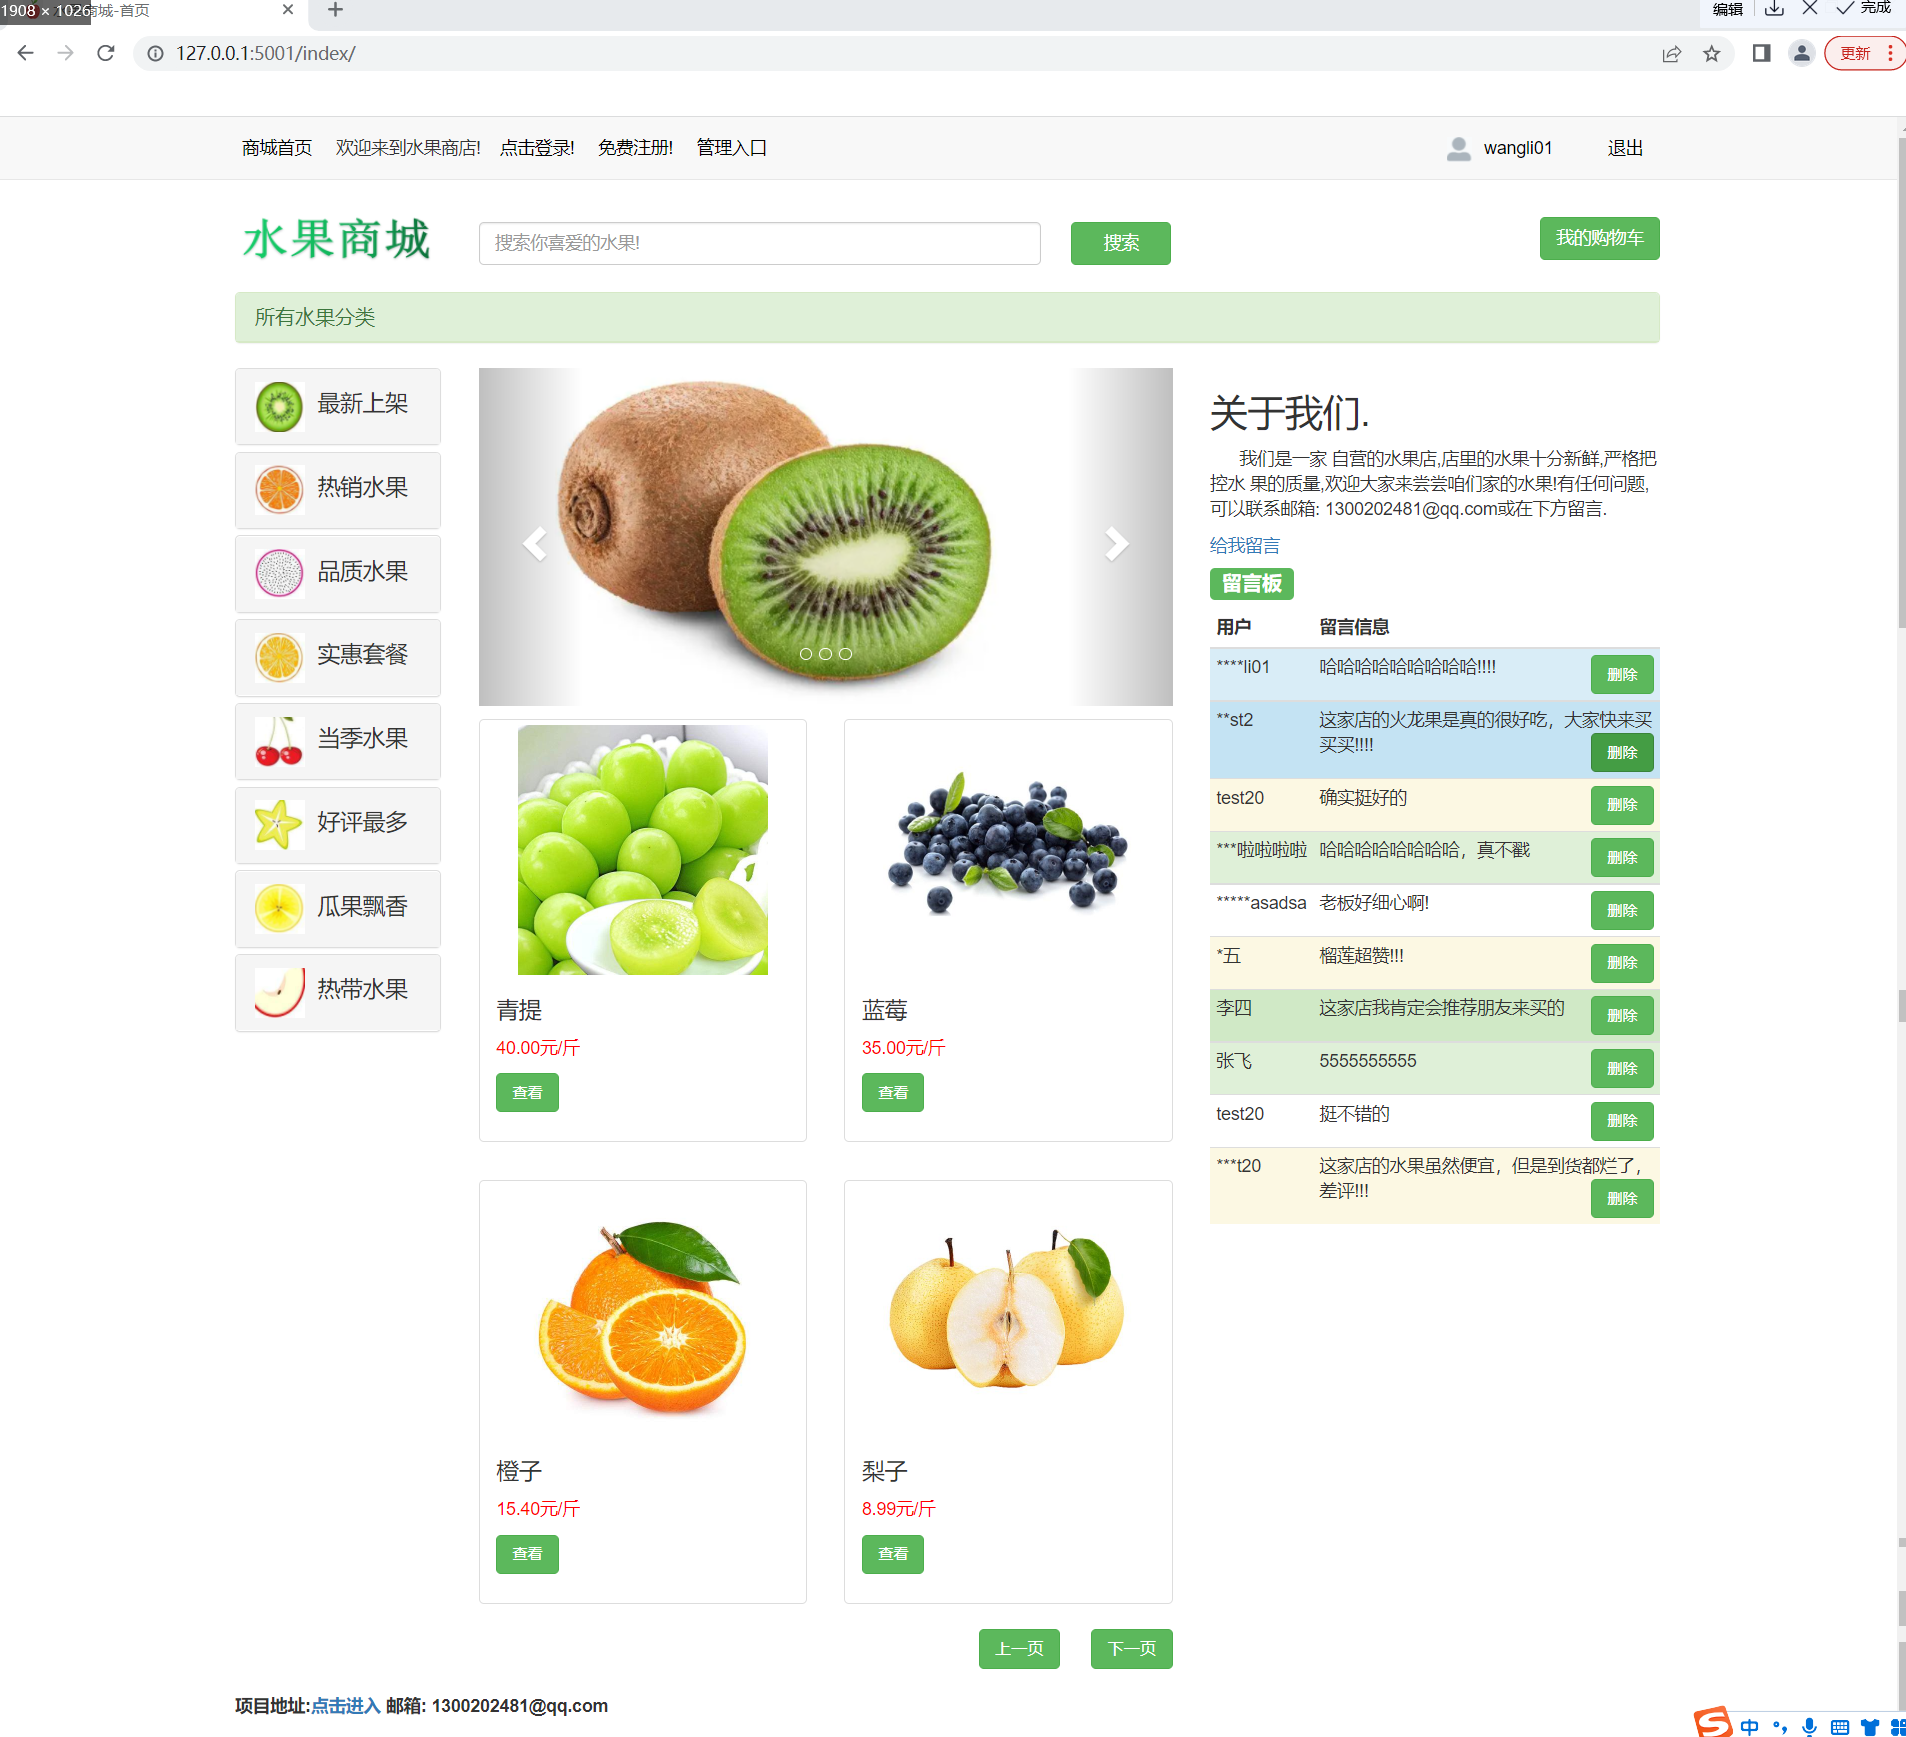 1908 × 1026
商城-首页
编辑
完成
127.0.0.1:5001/index/
更新
商城首页 欢迎来到水果商店! 点击登录! 免费注册! 管理入口 wangli01 退出
水果商城
搜索你喜爱的水果!
搜索
我的购物车
所有水果分类
最新上架
热销水果
品质水果
实惠套餐
当季水果
好评最多
瓜果飘香
热带水果
青提
40.00元/斤
查看
蓝莓
35.00元/斤
查看
橙子
15.40元/斤
查看
梨子
8.99元/斤
查看
上一页 下一页
关于我们.
我们是一家 自营的水果店,店里的水果十分新鲜,严格把
控水 果的质量,欢迎大家来尝尝咱们家的水果!有任何问题,
可以联系邮箱: 1300202481@qq.com或在下方留言.
给我留言
留言板
用户 留言信息
****li01 哈哈哈哈哈哈哈哈哈!!!! 删除
**st2 这家店的火龙果是真的很好吃，大家快来买
买买!!!! 删除
test20 确实挺好的 删除
***啦啦啦啦 哈哈哈哈哈哈哈哈，真不戳 删除
*****asadsa 老板好细心啊! 删除
*五 榴莲超赞!!! 删除
李四 这家店我肯定会推荐朋友来买的 删除
张飞 5555555555 删除
test20 挺不错的 删除
***t20 这家店的水果虽然便宜，但是到货都烂了，
差评!!! 删除
项目地址:点击进入 邮箱: 1300202481@qq.com
中